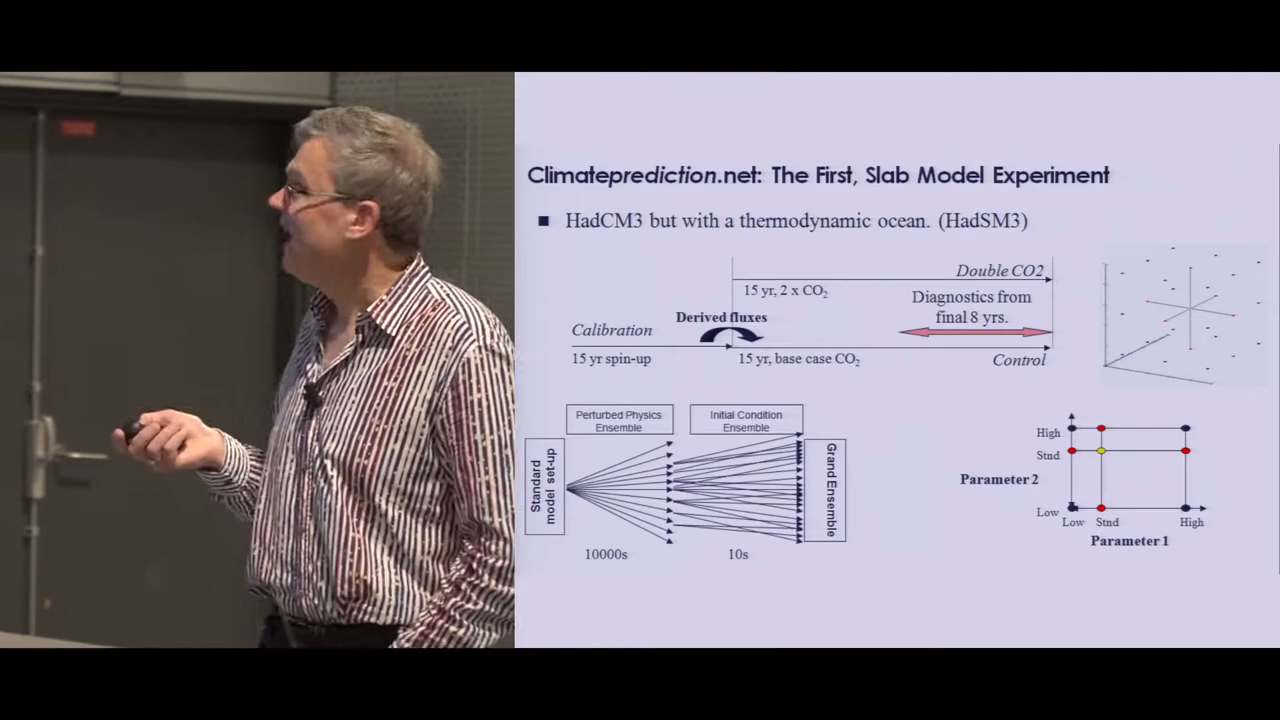 Climateprediction.net: The First, Slab Model Experiment
HadCM3 but with a thermodynamic ocean. (HadSM3)
Double CO2
15 yr, 2 x CO₂
Diagnostics from
final 8 yrs.
Derived fluxes
Calibration
15 yr spin-up
15 yr, base case CO₂
Control
Perturbed Physics
Ensemble
Initial Condition
Ensemble
Standard
model set-up
Grand Ensemble
10000s
10s
High
Stnd
Parameter 2
Low
Low
Stnd
High
Parameter 1